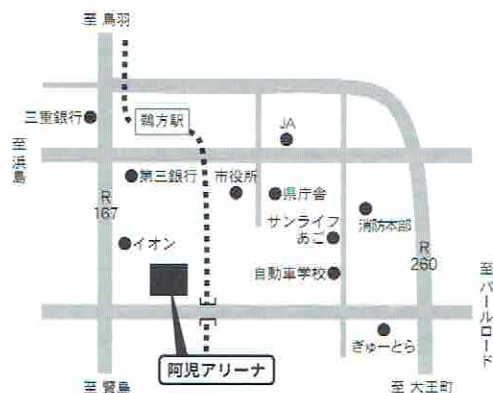 至 鳥羽
三重銀行
鵜方駅
JA
至 浜島
第三銀行
市役所
県庁舎
R 167
サンライフ
あご
消防本部
イオン
R 260
自動車学校
至 パールロード
ぎゅーとら
阿児アリーナ
至 賢島
至 大王町